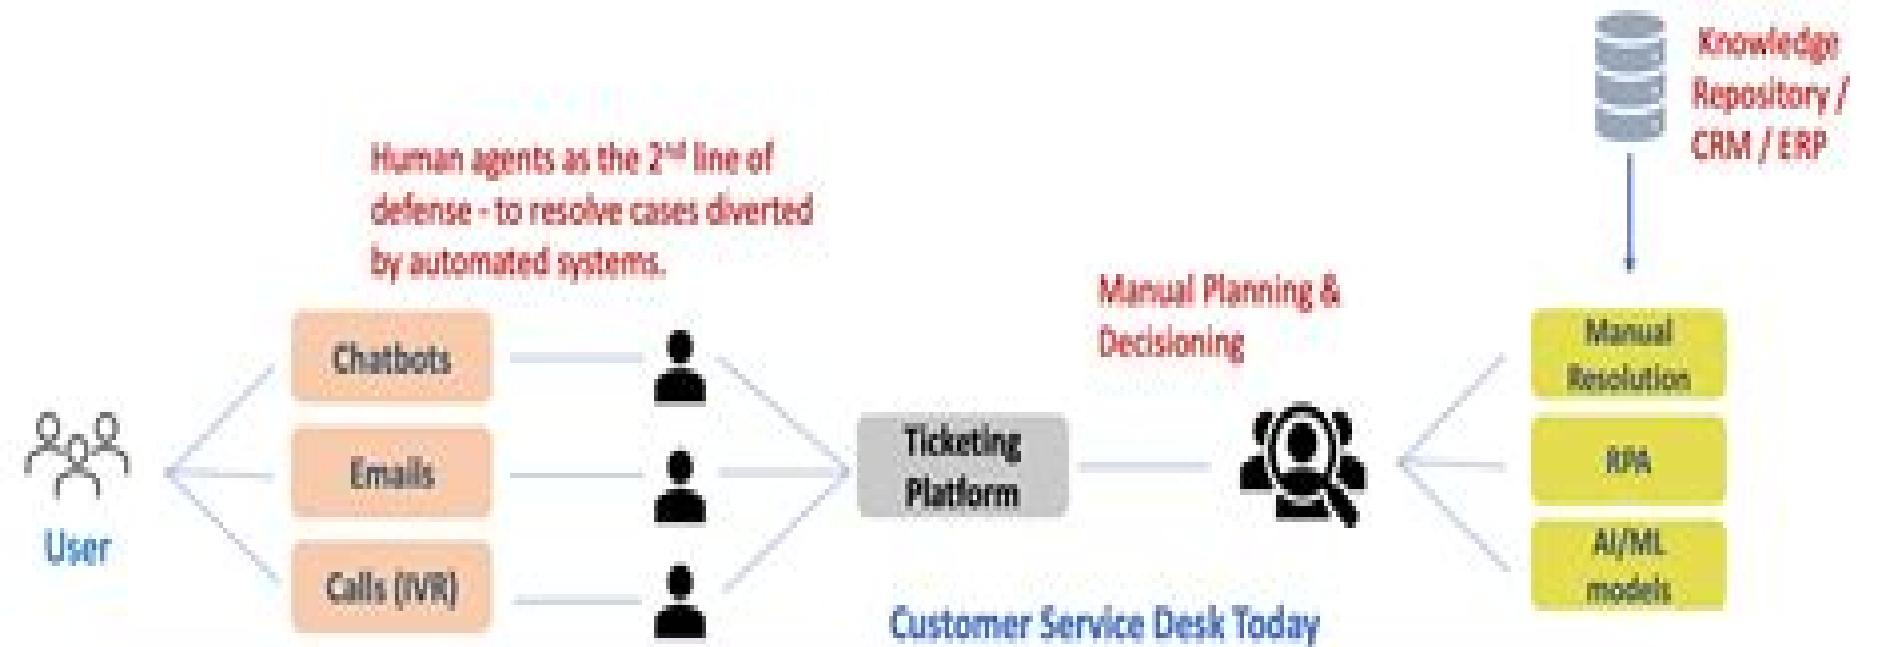 Knowledge
Repository /
CRM / ERP
Human agents as the 2nd line of
defense - to resolve cases diverted
by automated systems.
Manual Planning &
Decisioning
Chatbots
Emails
Calls (IVR)
User
Ticketing
Platform
Manual
Resolution
RPA
AI/ML
models
Customer Service Desk Today